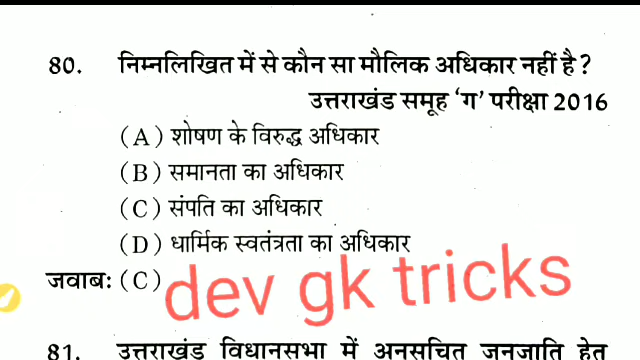 80. निम्नलिखित में से कौन सा मौलिक अधिकार नहीं है?
उत्तराखंड समूह ‘ग’ परीक्षा 2016
(A) शोषण के विरुद्ध अधिकार
(B) समानता का अधिकार
(C) संपति का अधिकार
(D) धार्मिक स्वतंत्रता का अधिकार
जवाबः (C)
dev gk tricks
81. उत्तराखंड विधानसभा में अनुसूचित जनजाति हेतु